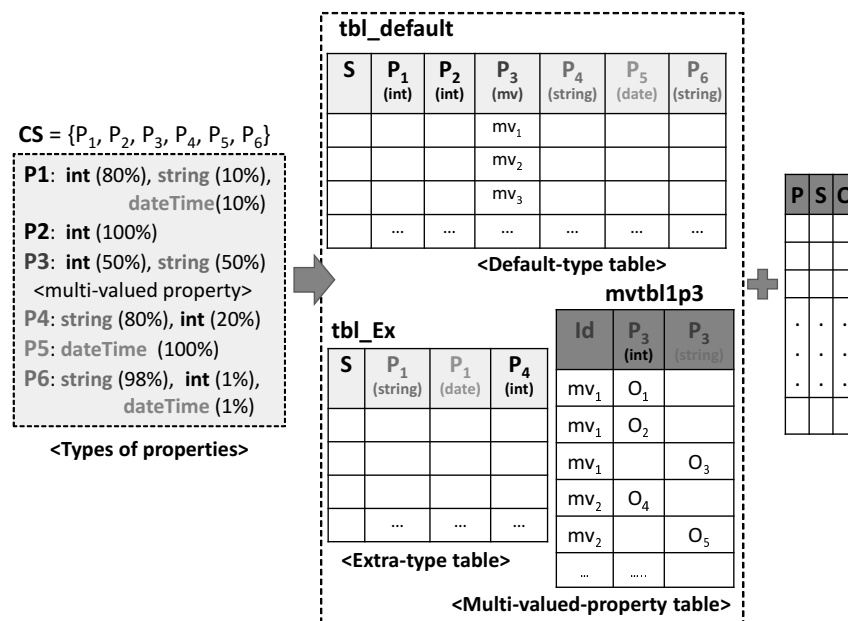 tbl_default
S P1 P2 P3 P4 P5 P6
(int) (int) (mv) (string) (date) (string)
mv1
mv2
mv3
... ... ... ... ... ...
<Default-type table>
CS = {P1, P2, P3, P4, P5, P6}
P1: int (80%), string (10%),
dateTime(10%)
P2: int (100%)
P3: int (50%), string (50%)
<multi-valued property>
P4: string (80%), int (20%)
P5: dateTime (100%)
P6: string (98%), int (1%),
dateTime (1%)
<Types of properties>
tbl_Ex
S P1 P1 P4
(string) (date) (int)
... ... ...
<Extra-type table>
mvtbl1p3
Id P3 P3
(int) (string)
mv1 O1
mv1 O2
mv1 O3
mv2 O4
mv2 O5
... .....
<Multi-valued-property table>
P S O
. . .
. . .
. . .